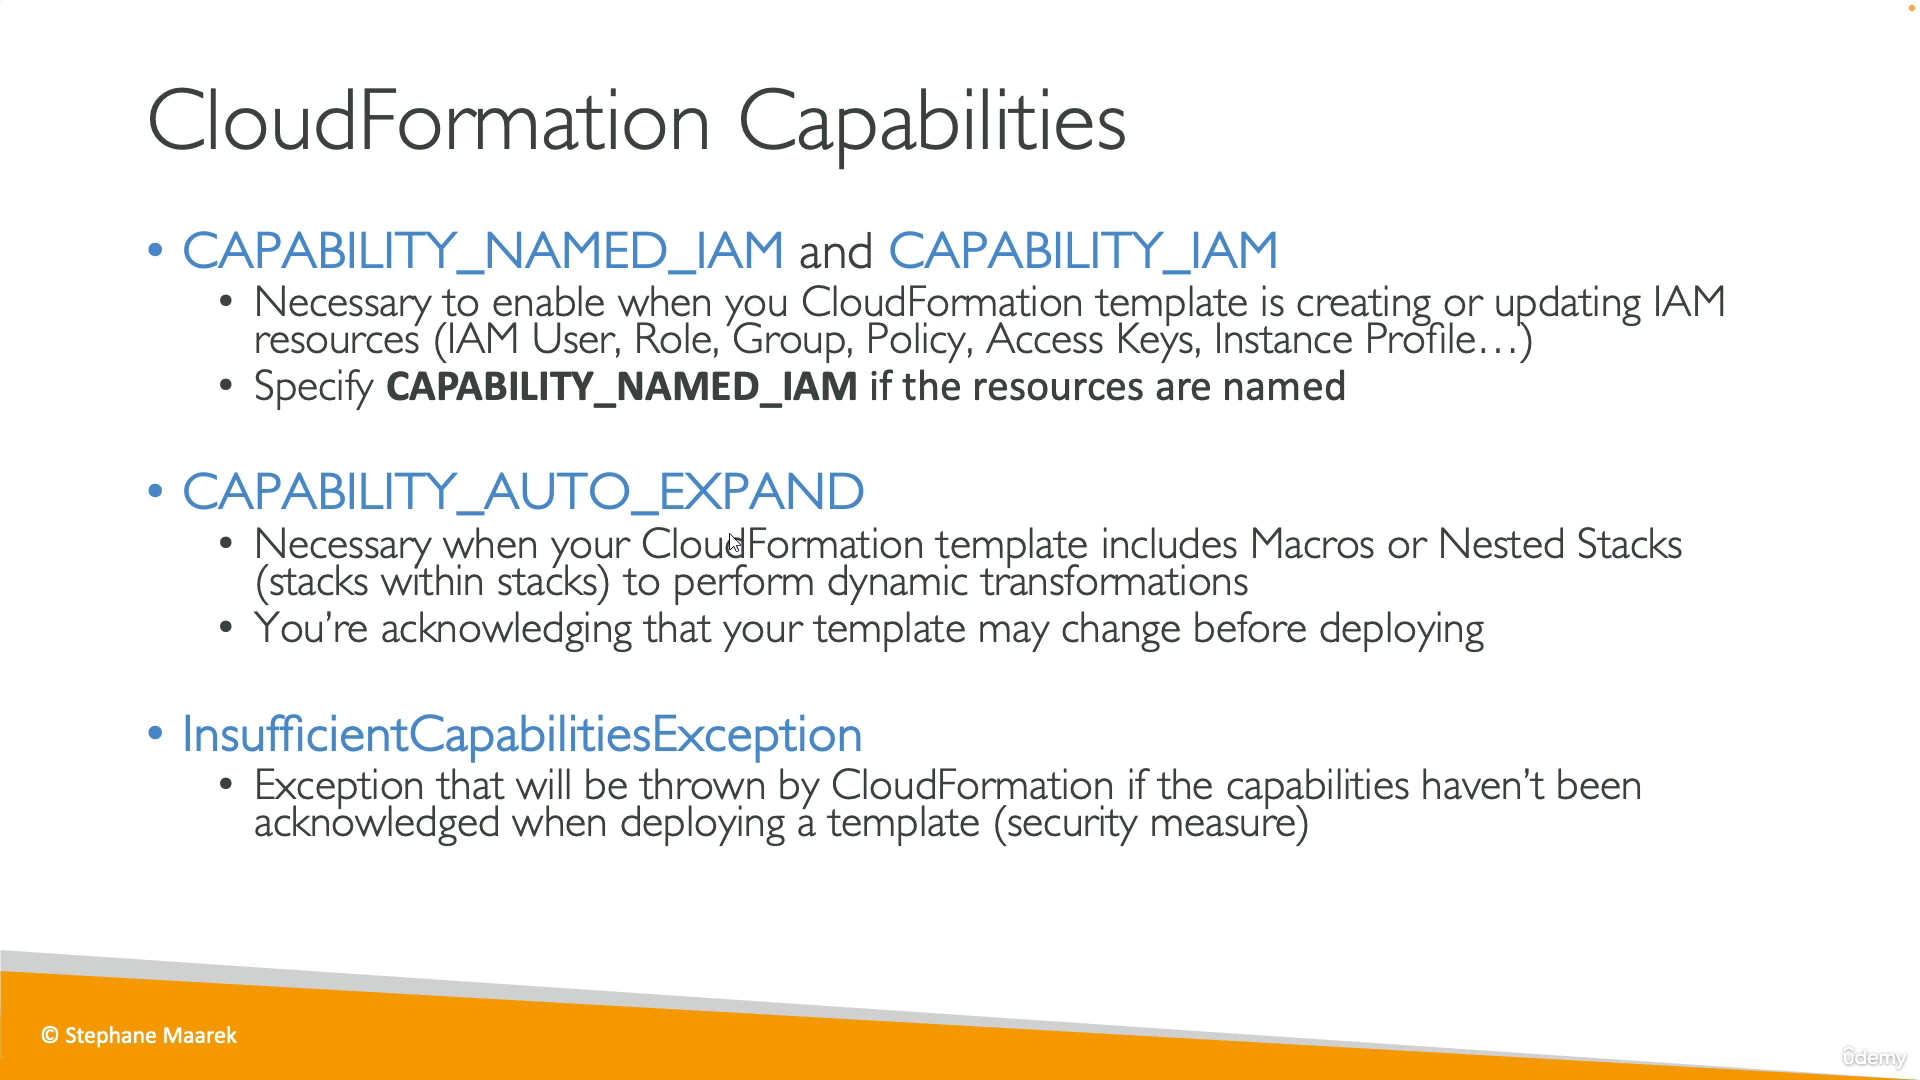 CloudFormation Capabilities
• CAPABILITY_NAMED_IAM and CAPABILITY_IAM
• Necessary to enable when you CloudFormation template is creating or updating IAM
resources (IAM User, Role, Group, Policy, Access Keys, Instance Profile…)
• Specify CAPABILITY_NAMED_IAM if the resources are named
• CAPABILITY_AUTO_EXPAND
• Necessary when your CloudFormation template includes Macros or Nested Stacks
(stacks within stacks) to perform dynamic transformations
• You’re acknowledging that your template may change before deploying
• InsufficientCapabilitiesException
• Exception that will be thrown by CloudFormation if the capabilities haven’t been
acknowledged when deploying a template (security measure)
© Stephane Maarek
ûdemy